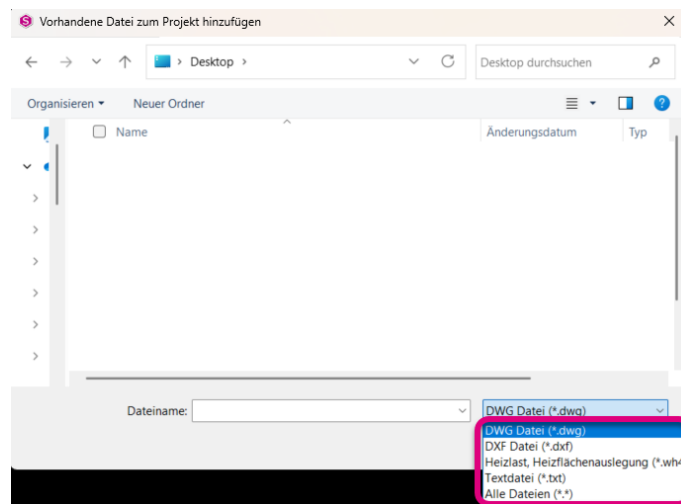 Vorhandene Datei zum Projekt hinzufügen
Desktop
Desktop durchsuchen
Organisieren Neuer Ordner
Name Änderungsdatum Typ
Dateiname: DWG Datei (*.dwg)
DWG Datei (*.dwg)
DXF Datei (*.dxf)
Heizlast, Heizflächenauslegung (*.wh4
Textdatei (*.txt)
Alle Dateien (*.*)